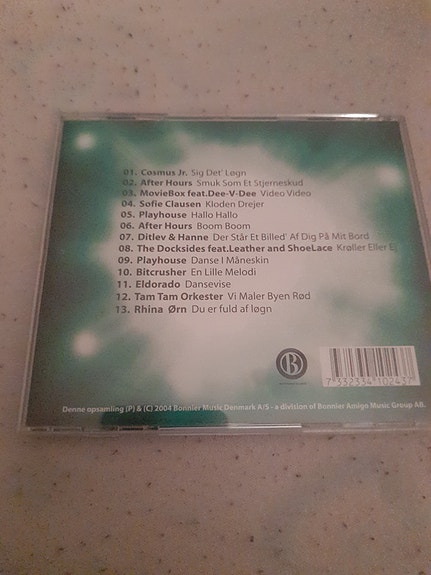 01. Cosmus Jr. Sig Det' Løgn
02. After Hours Smuk Som Et Stjerneskud
03. MovieBox feat.Dee-V-Dee Video Video
04. Sofie Clausen Kloden Drejer
05. Playhouse Hallo Hallo
06. After Hours Boom Boom
07. Ditlev & Hanne Der Står Et Billed' Af Dig På Mit Bord
08. The Docksides feat.Leather and ShoeLace Krøller Eller Ej
09. Playhouse Danse I Måneskin
10. Bitcrusher En Lille Melodi
11. Eldorado Dansevise
12. Tam Tam Orkester Vi Maler Byen Rød
13. Rhina Ørn Du er fuld af løgn
B
Denne opsamling (P) & (C) 2004 Bonnier Music Denmark A/S - a division of Bonnier Amigo Music Group AB.